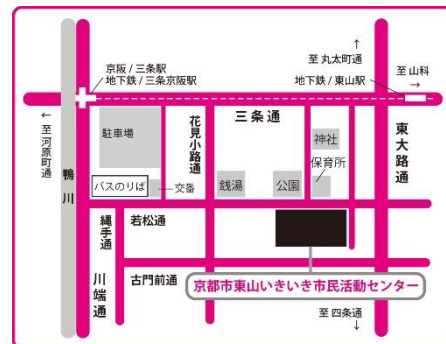 至 丸太町通
↑
京阪 / 三条駅
地下鉄 / 三条京阪駅
地下鉄 / 東山駅
至 山科
→
三条通
←
至 河原町通
鴨川
駐車場
花見小路通
神社
保育所
東大路通
バスのりば
交番
銭湯
公園
縄手通
若松通
川端通
古門前通
京都市東山いきいき市民活動センター
至 四条通
↓